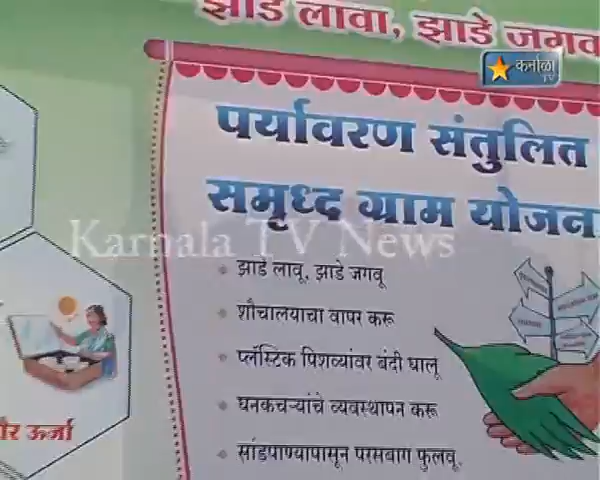 झाडे लावा, झाडे जगवा
कर्नाळा
TV
पर्यावरण संतुलित
समृध्द ग्राम योजना
Karnala TV News
झाडे लावू, झाडे जगवू
शौचालयाचा वापर करू
प्लॅस्टिक पिशव्यांवर बंदी घालू
घनकचऱ्यांचे व्यवस्थापन करू
सांडपाण्यापासून परसबाग फुलवू.
ौर ऊर्जा